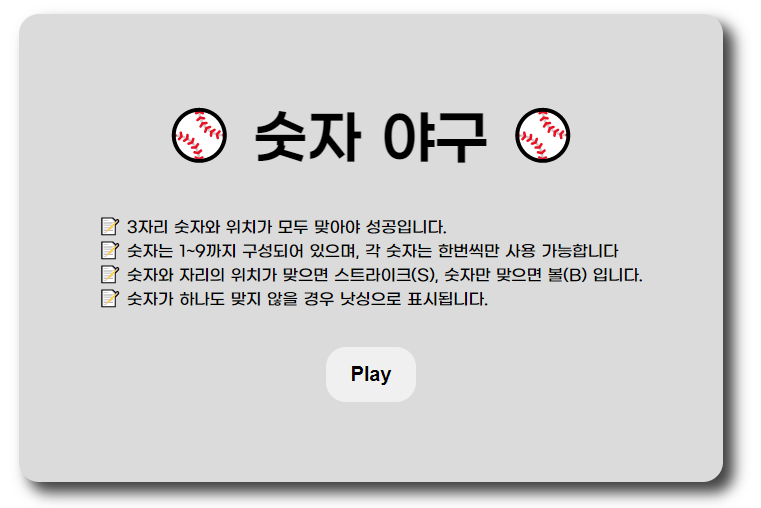 숫자 야구
3자리 숫자와 위치가 모두 맞아야 성공입니다.
숫자는 1~9까지 구성되어 있으며, 각 숫자는 한번씩만 사용 가능합니다
숫자와 자리의 위치가 맞으면 스트라이크(S), 숫자만 맞으면 볼(B) 입니다.
숫자가 하나도 맞지 않을 경우 낫싱으로 표시됩니다.
Play